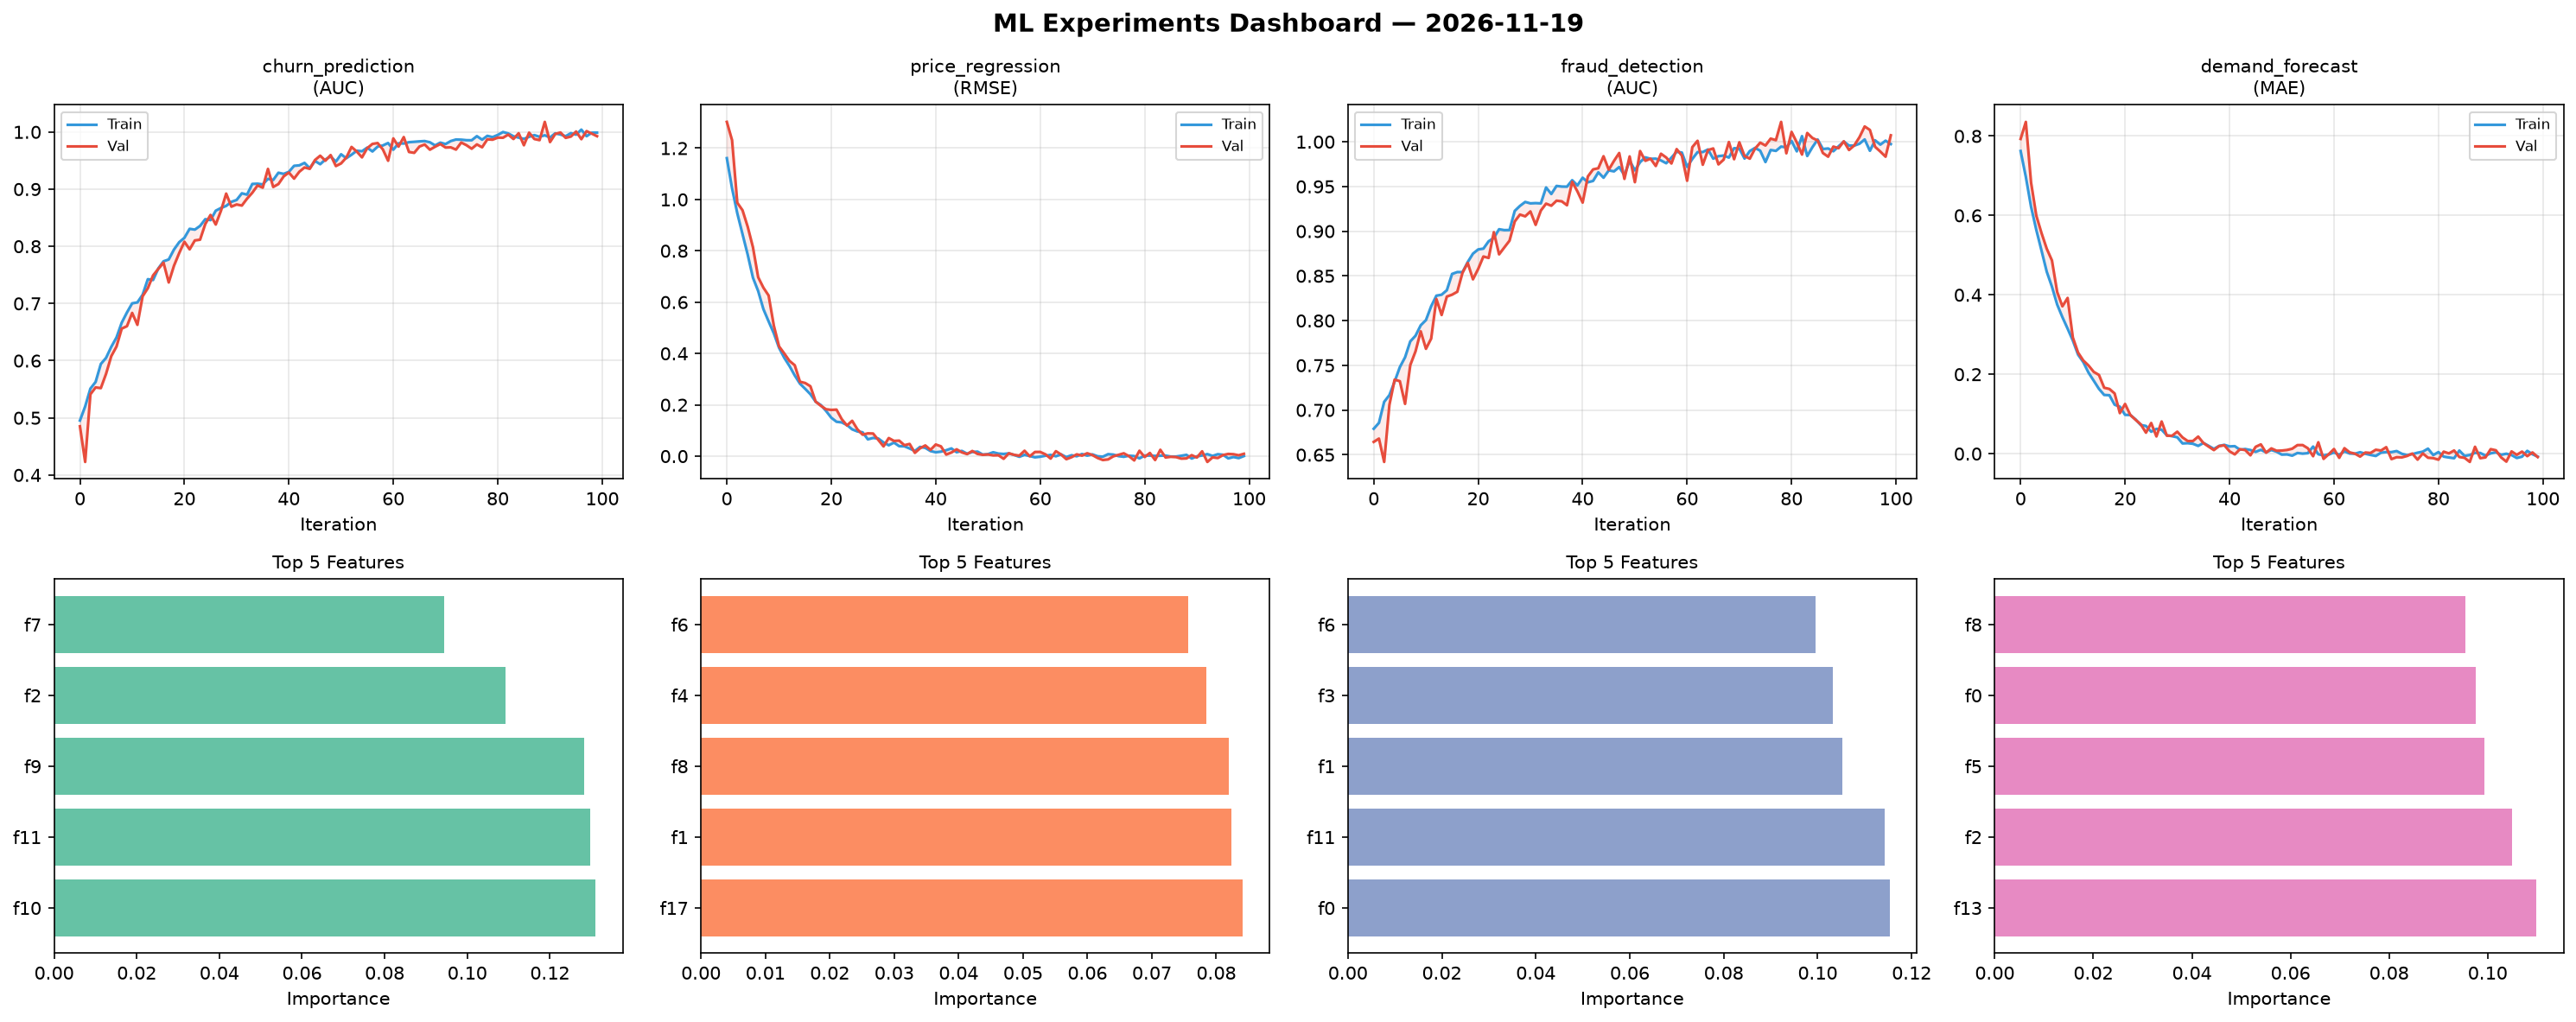 ML Experiments Dashboard — 2026-11-19
churn_prediction
(AUC)
Train
Val
1.0
0.9
0.8
0.7
0.6
0.5
0.4
0 20 40 60 80 100
Iteration
price_regression
(RMSE)
Train
Val
1.2
1.0
0.8
0.6
0.4
0.2
0.0
0 20 40 60 80 100
Iteration
fraud_detection
(AUC)
Train
Val
1.00
0.95
0.90
0.85
0.80
0.75
0.70
0.65
0 20 40 60 80 100
Iteration
demand_forecast
(MAE)
Train
Val
0.8
0.6
0.4
0.2
0.0
0 20 40 60 80 100
Iteration
Top 5 Features
f7
f2
f9
f11
f10
0.00 0.02 0.04 0.06 0.08 0.10 0.12
Importance
Top 5 Features
f6
f4
f8
f1
f17
0.00 0.01 0.02 0.03 0.04 0.05 0.06 0.07 0.08
Importance
Top 5 Features
f6
f3
f1
f11
f0
0.00 0.02 0.04 0.06 0.08 0.10 0.12
Importance
Top 5 Features
f8
f0
f5
f2
f13
0.00 0.02 0.04 0.06 0.08 0.10
Importance